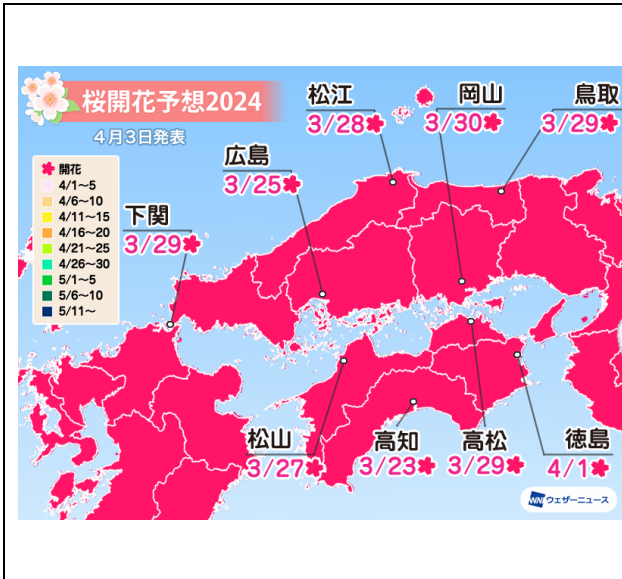 桜開花予想2024
4月3日発表
開花
4/1〜5
4/6〜10
4/11〜15
4/16〜20
4/21〜25
4/26〜30
5/1〜5
5/6〜10
5/11〜
松江
3/28
岡山
3/30
鳥取
3/29
広島
3/25
下関
3/29
松山
3/27
高知
3/23
高松
3/29
徳島
4/1
WNI ウェザーニュース